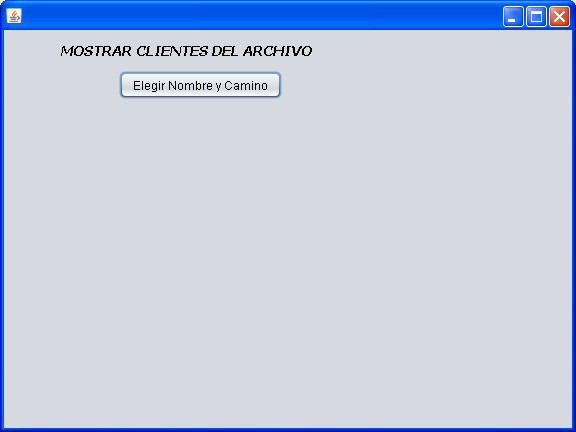 MOSTRAR CLIENTES DEL ARCHIVO
Elegir Nombre y Camino